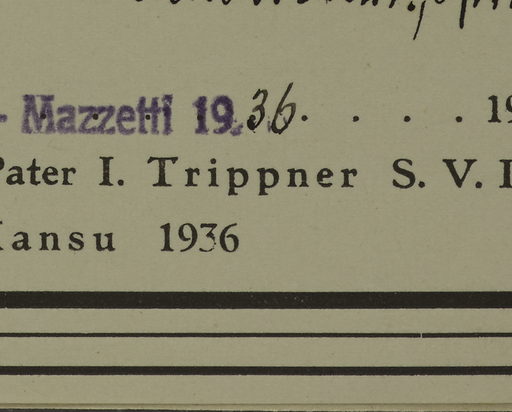 - Mazzetti 19.36. . . . 19
Pater I. Trippner S. V. D
Kansu 1936